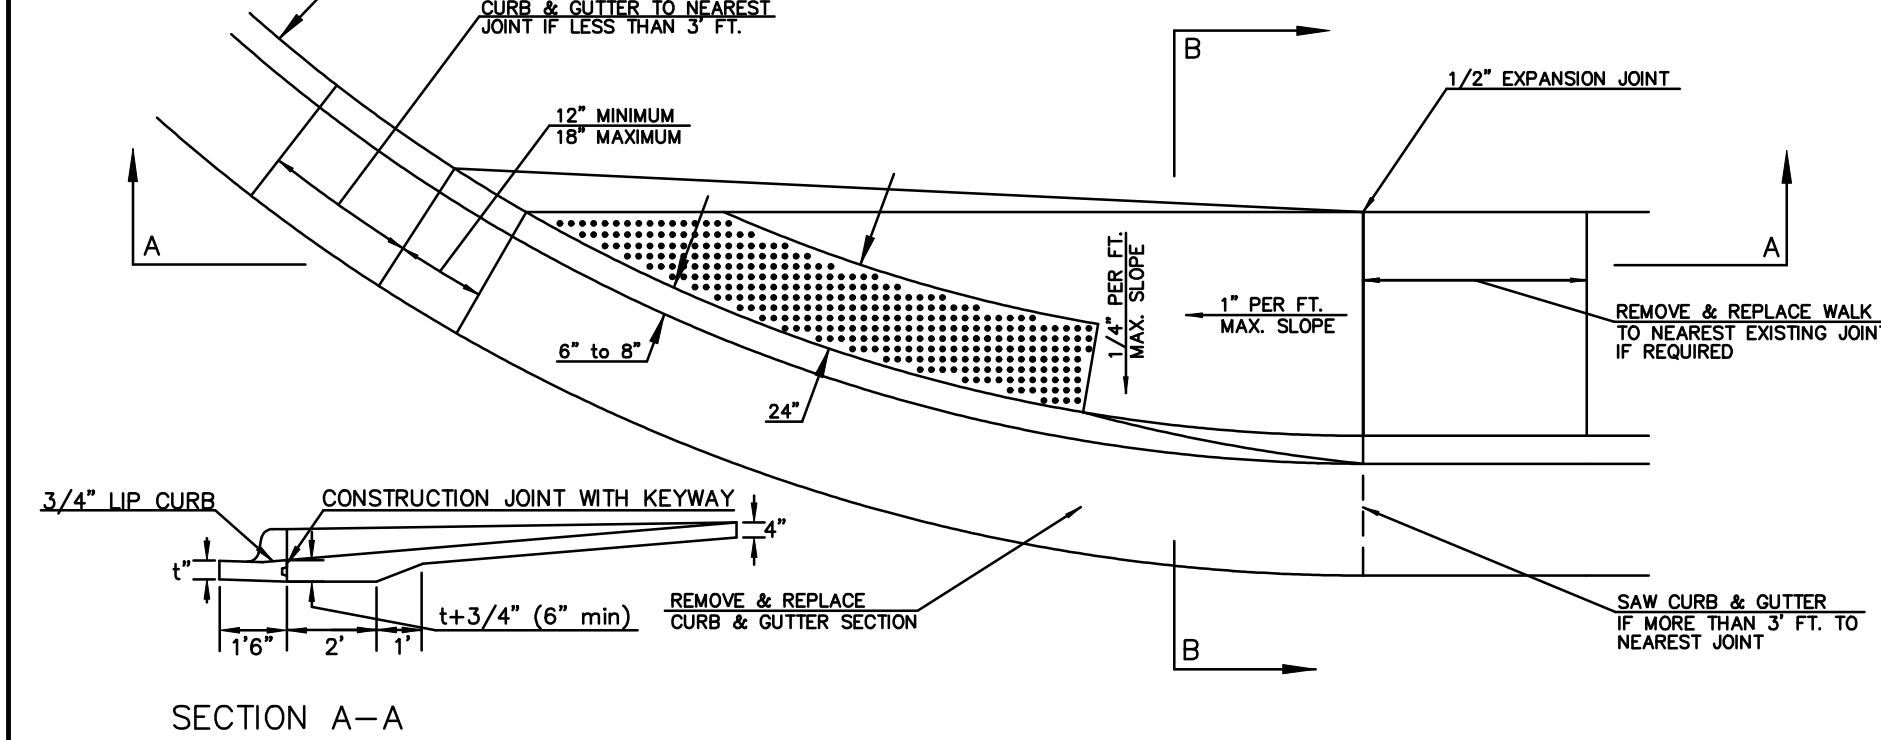 CURB & GUTTER TO NEAREST
JOINT IF LESS THAN 3' FT.
B
1/2" EXPANSION JOINT
12" MINIMUM
18" MAXIMUM
A
A
1/4" PER FT.
MAX. SLOPE
1" PER FT.
MAX. SLOPE
REMOVE & REPLACE WALK
TO NEAREST EXISTING JOINT
IF REQUIRED
6" to 8"
24"
3/4" LIP CURB
CONSTRUCTION JOINT WITH KEYWAY
4"
t"
t+3/4" (6" min)
1'6"
2'
1'
REMOVE & REPLACE
CURB & GUTTER SECTION
SAW CURB & GUTTER
IF MORE THAN 3' FT. TO
NEAREST JOINT
B
SECTION A-A